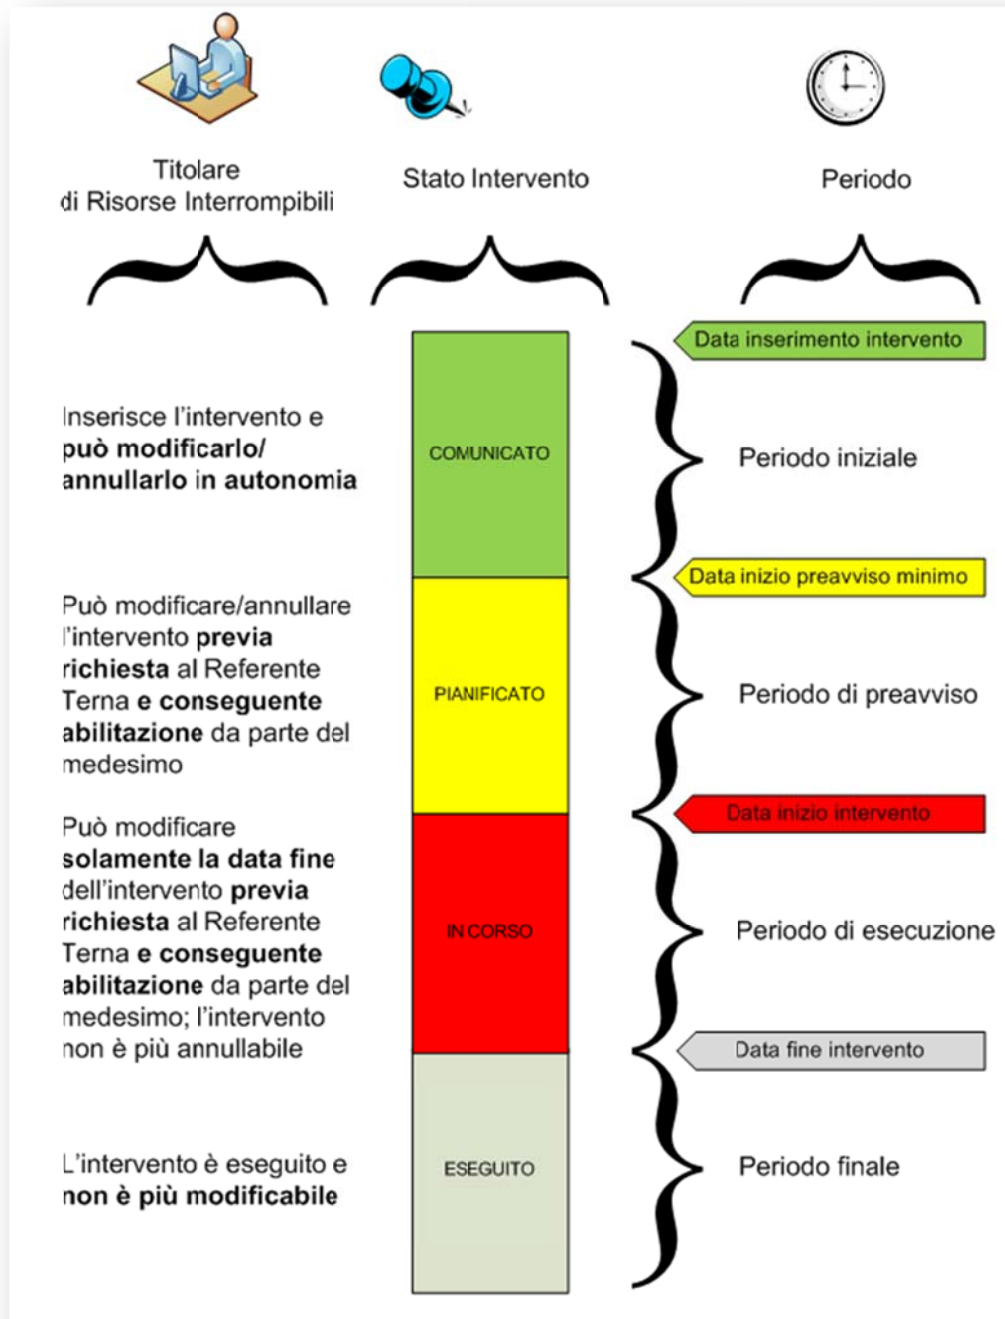 Titolare
di Risorse Interrompibili
Stato Intervento
Periodo
Data inserimento intervento
Inserisce l'intervento e
può modificarlo/
annullarlo in autonomia
COMUNICATO
Periodo iniziale
Data inizio preavviso minimo
Può modificare/annullare
l'intervento previa
richiesta al Referente
Terna e conseguente
abilitazione da parte del
medesimo
PIANIFICATO
Periodo di preavviso
Data inizio intervento
Può modificare
solamente la data fine
dell'intervento previa
richiesta al Referente
Terna e conseguente
abilitazione da parte del
medesimo; l'intervento
non è più annullabile
IN CORSO
Periodo di esecuzione
Data fine intervento
L'intervento è eseguito e
non è più modificabile
ESEGUITO
Periodo finale